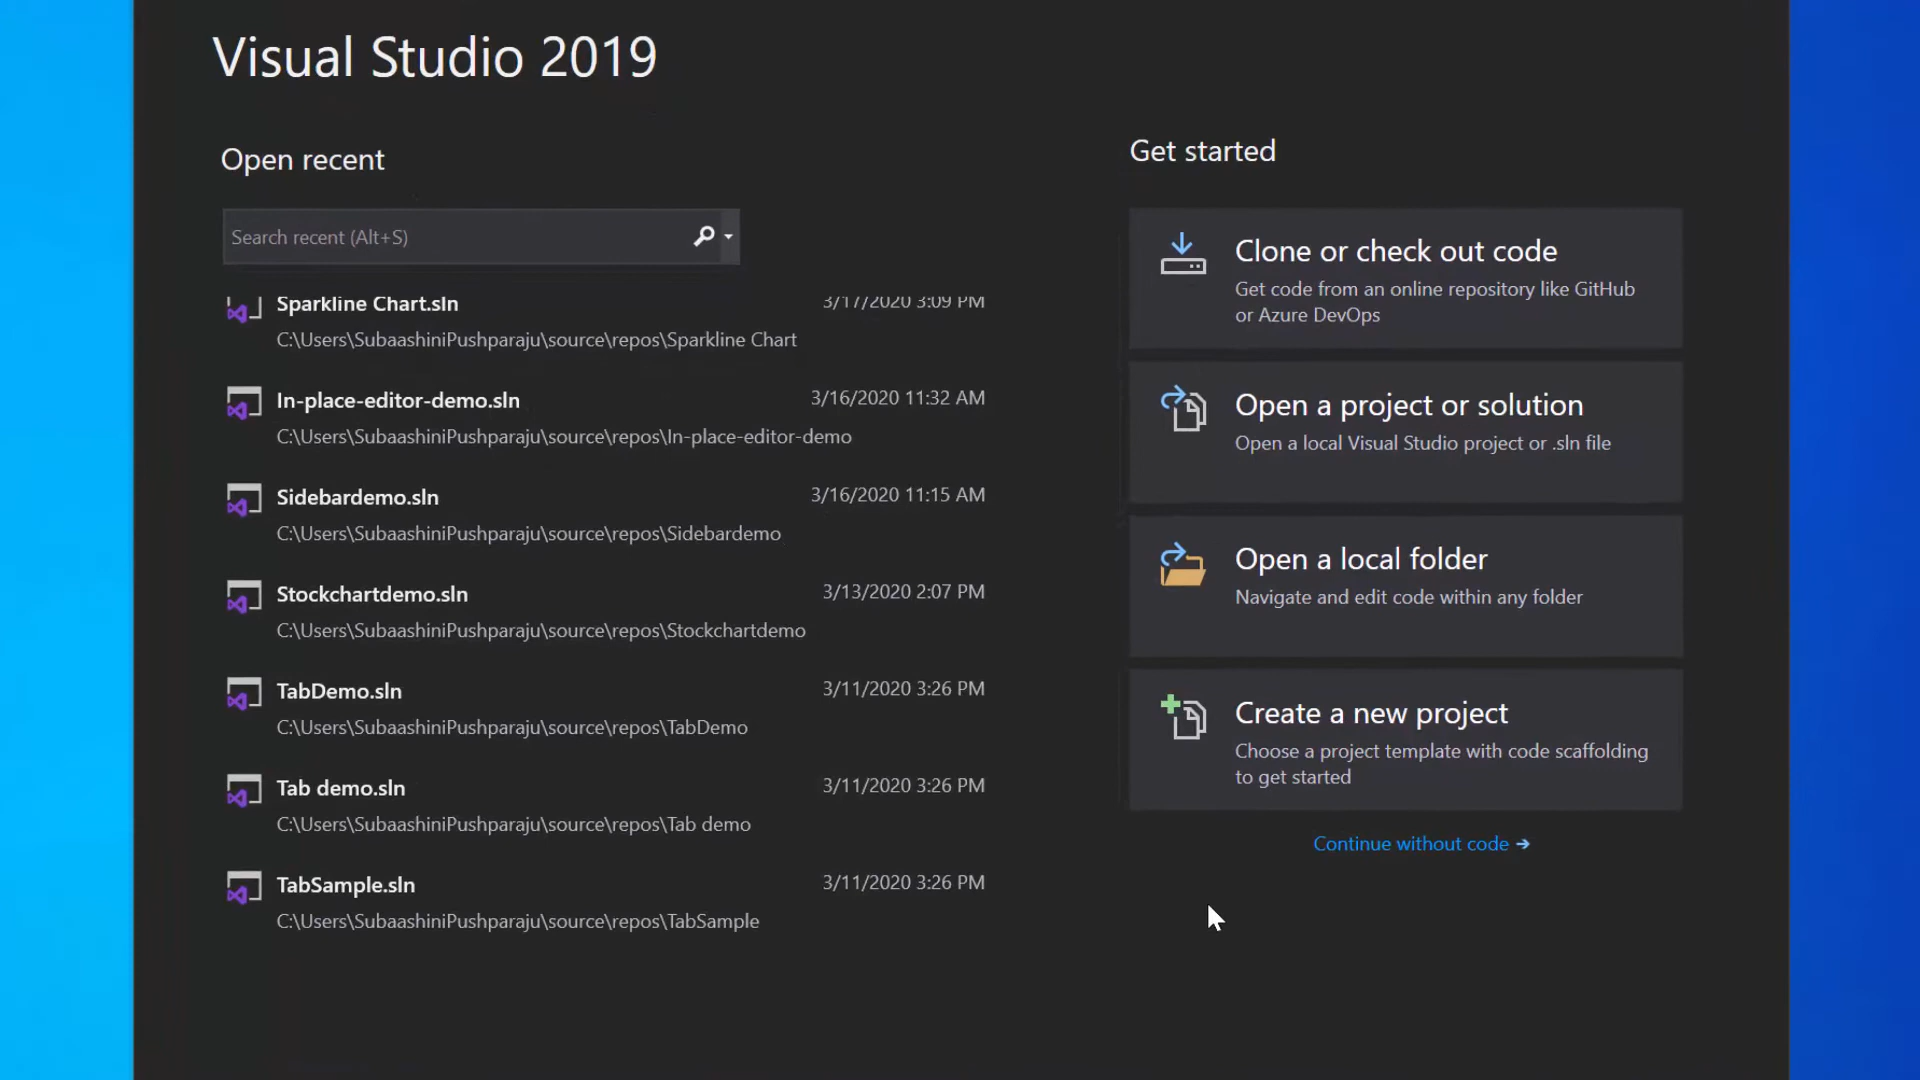 Visual Studio 2019
Open recent
Search recent (Alt+S)
Sparkline Chart.sln 3/17/2020 3:09 PM
C:\Users\SubaashiniPushparaju\source\repos\Sparkline Chart
In-place-editor-demo.sln 3/16/2020 11:32 AM
C:\Users\SubaashiniPushparaju\source\repos\In-place-editor-demo
Sidebardemo.sln 3/16/2020 11:15 AM
C:\Users\SubaashiniPushparaju\source\repos\Sidebardemo
Stockchartdemo.sln 3/13/2020 2:07 PM
C:\Users\SubaashiniPushparaju\source\repos\Stockchartdemo
TabDemo.sln 3/11/2020 3:26 PM
C:\Users\SubaashiniPushparaju\source\repos\TabDemo
Tab demo.sln 3/11/2020 3:26 PM
C:\Users\SubaashiniPushparaju\source\repos\Tab demo
TabSample.sln 3/11/2020 3:26 PM
C:\Users\SubaashiniPushparaju\source\repos\TabSample
Get started
Clone or check out code
Get code from an online repository like GitHub
or Azure DevOps
Open a project or solution
Open a local Visual Studio project or .sln file
Open a local folder
Navigate and edit code within any folder
Create a new project
Choose a project template with code scaffolding
to get started
Continue without code →